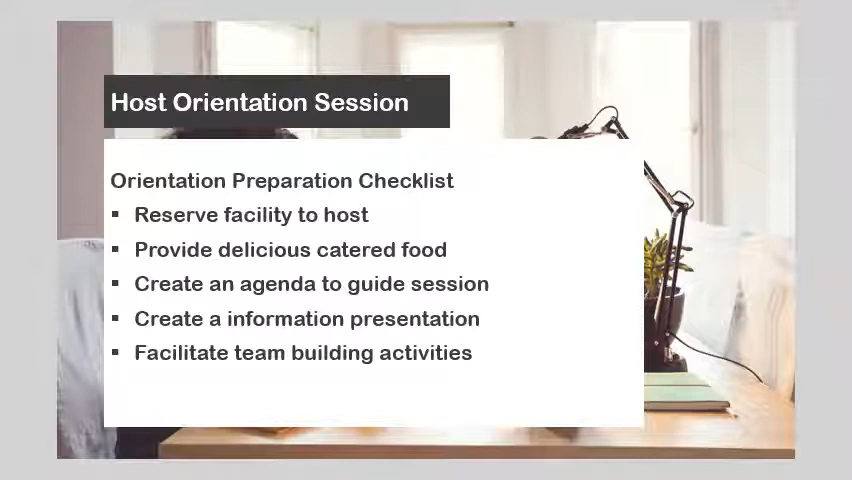 Host Orientation Session
Orientation Preparation Checklist
▪ Reserve facility to host
▪ Provide delicious catered food
▪ Create an agenda to guide session
▪ Create a information presentation
▪ Facilitate team building activities